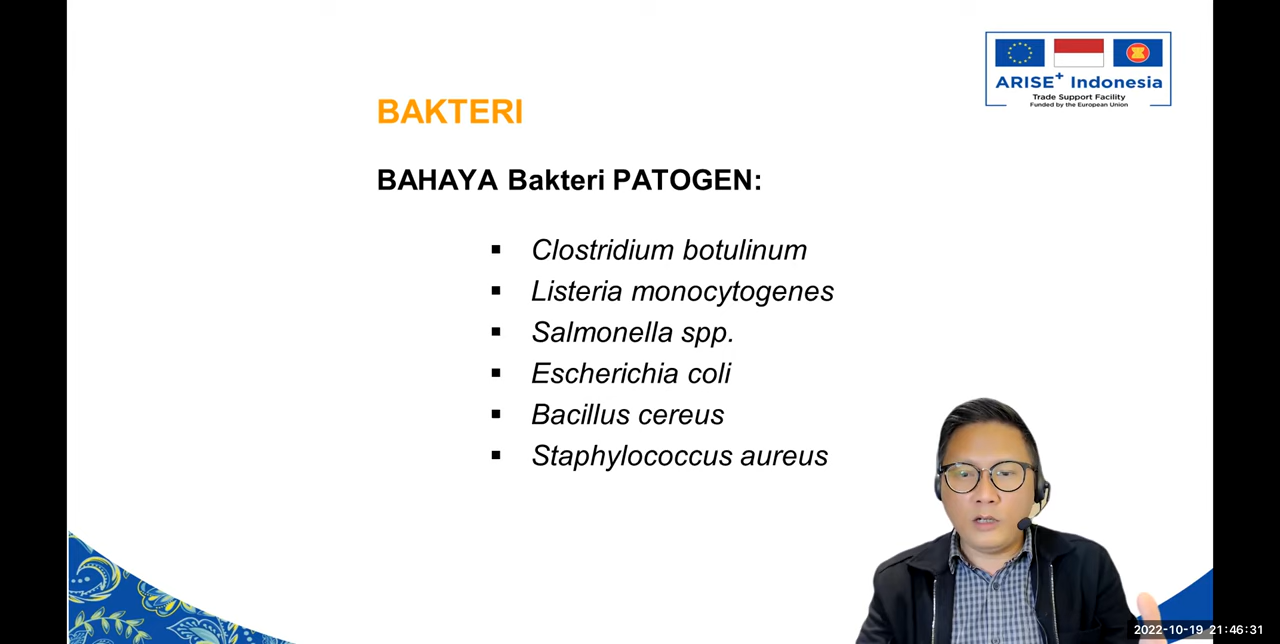 ARISE+ Indonesia
Trade Support Facility
Funded by the European Union
BAKTERI
BAHAYA Bakteri PATOGEN:
▪ Clostridium botulinum
▪ Listeria monocytogenes
▪ Salmonella spp.
▪ Escherichia coli
▪ Bacillus cereus
▪ Staphylococcus aureus
2022-10-19 21:46:31